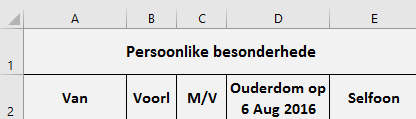 A B C D E
1 Persoonlike besonderhede
2 Van Voorl M/V Ouderdom op 6 Aug 2016 Selfoon